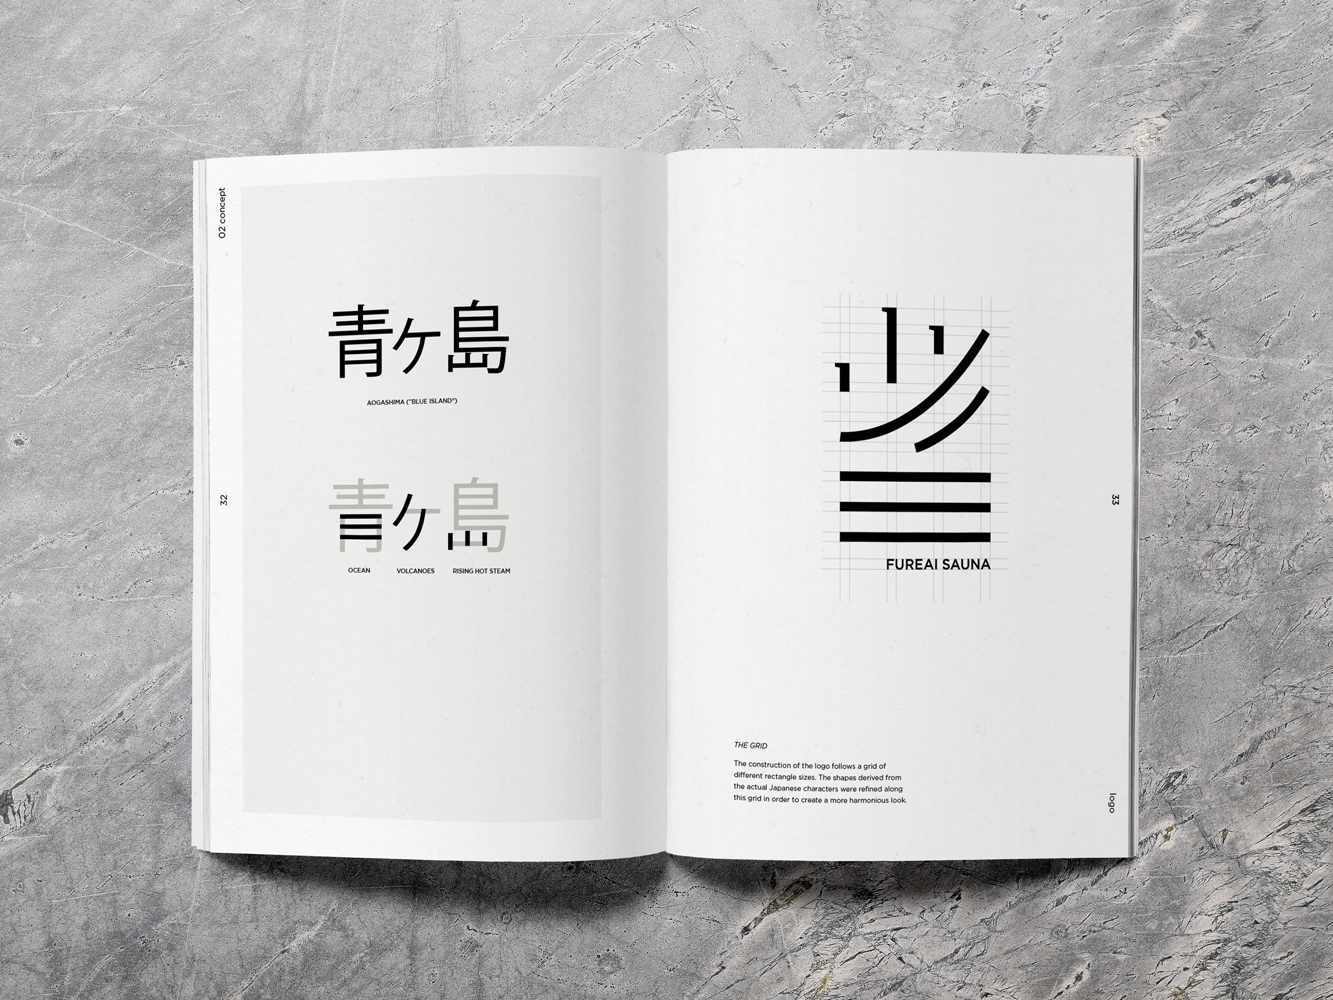 02 concept
青ケ島
AOGASHIMA ("BLUE ISLAND")
青ケ島
OCEAN VOLCANOES RISING HOT STEAM
32
FUREAI SAUNA
33
THE GRID
The construction of the logo follows a grid of
different rectangle sizes. The shapes derived from
the actual Japanese characters were refined along
this grid in order to create a more harmonious look.
logo